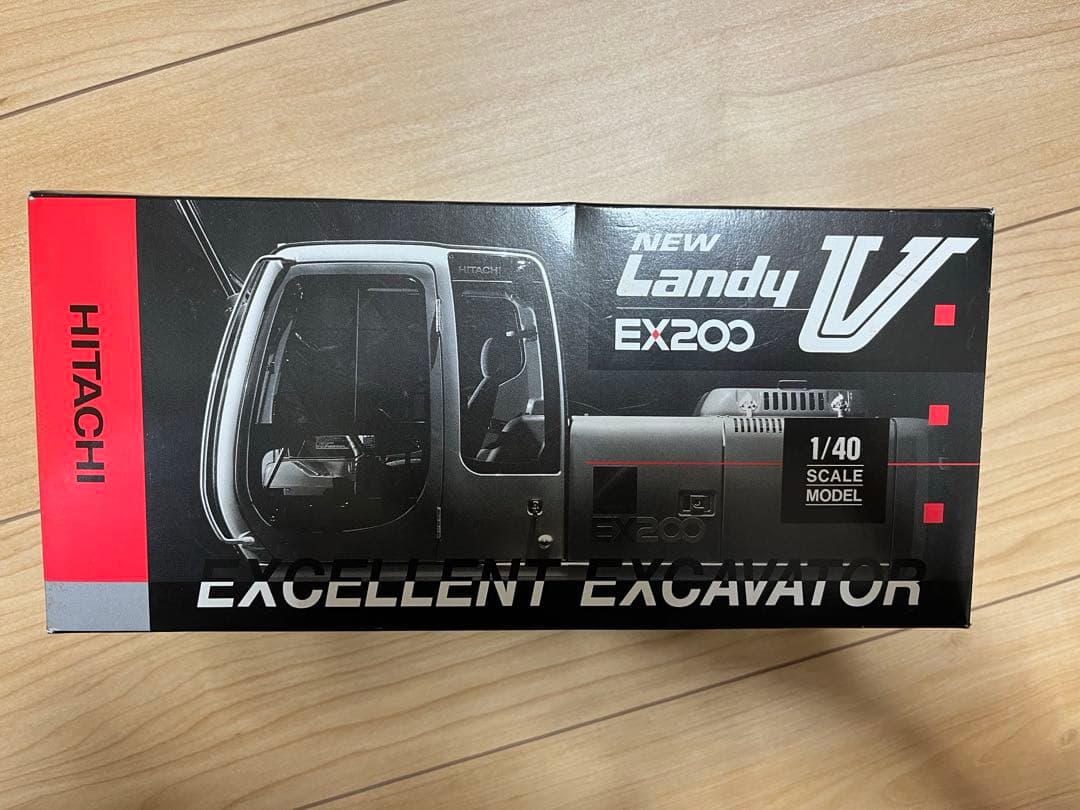 HITACHI
HITACHI
NEW
Landy V
EX200
1/40
SCALE
MODEL
EX200
EXCELLENT EXCAVATOR